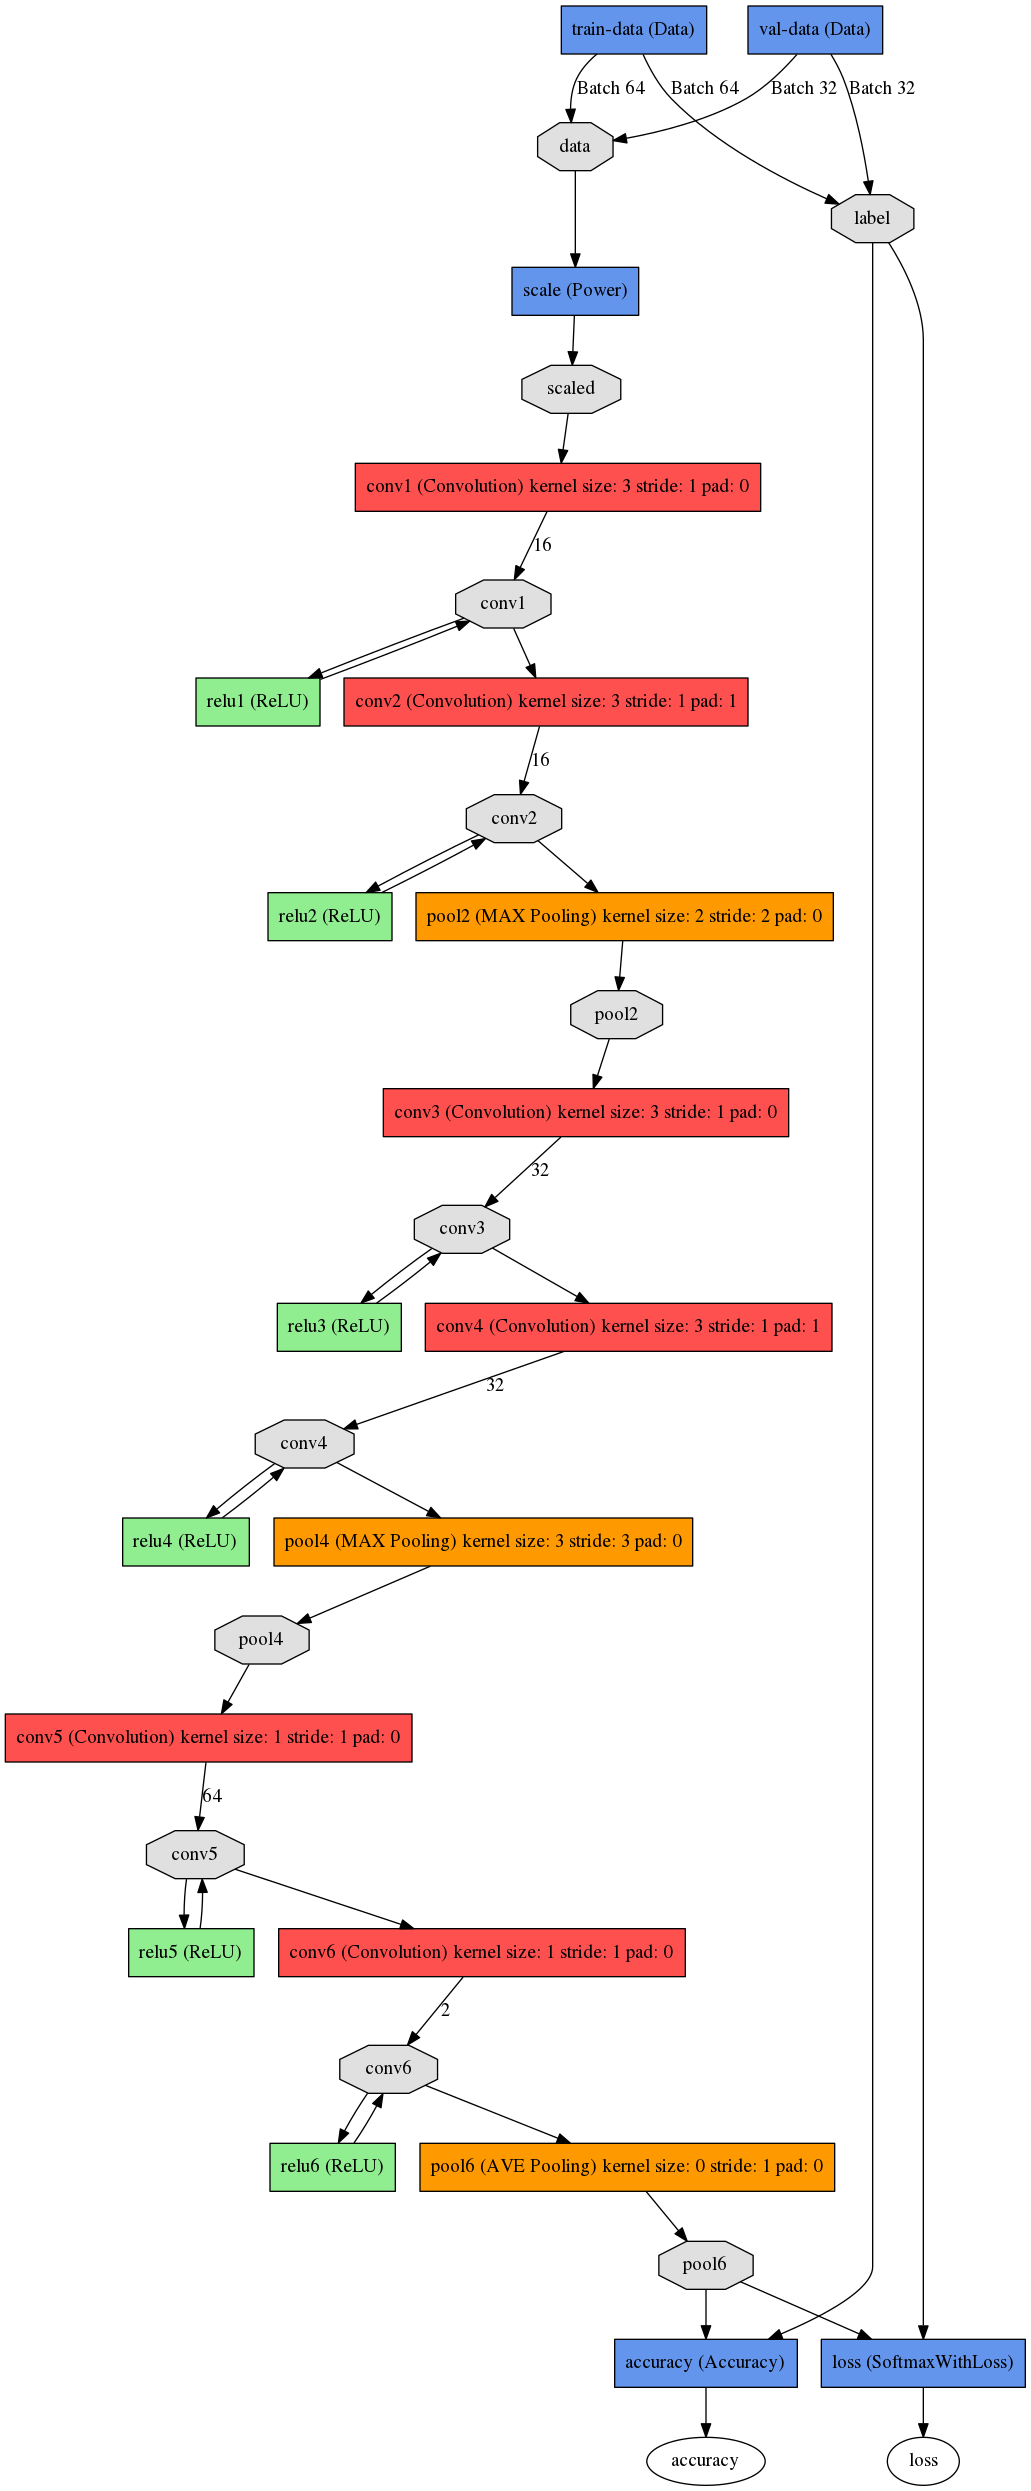 train-data (Data)
val-data (Data)
Batch 64
Batch 64
Batch 32
Batch 32
data
label
scale (Power)
scaled
conv1 (Convolution) kernel size: 3 stride: 1 pad: 0
16
conv1
relu1 (ReLU)
conv2 (Convolution) kernel size: 3 stride: 1 pad: 1
16
conv2
relu2 (ReLU)
pool2 (MAX Pooling) kernel size: 2 stride: 2 pad: 0
pool2
conv3 (Convolution) kernel size: 3 stride: 1 pad: 0
32
conv3
relu3 (ReLU)
conv4 (Convolution) kernel size: 3 stride: 1 pad: 1
32
conv4
relu4 (ReLU)
pool4 (MAX Pooling) kernel size: 3 stride: 3 pad: 0
pool4
conv5 (Convolution) kernel size: 1 stride: 1 pad: 0
64
conv5
relu5 (ReLU)
conv6 (Convolution) kernel size: 1 stride: 1 pad: 0
2
conv6
relu6 (ReLU)
pool6 (AVE Pooling) kernel size: 0 stride: 1 pad: 0
pool6
accuracy (Accuracy)
loss (SoftmaxWithLoss)
accuracy
loss